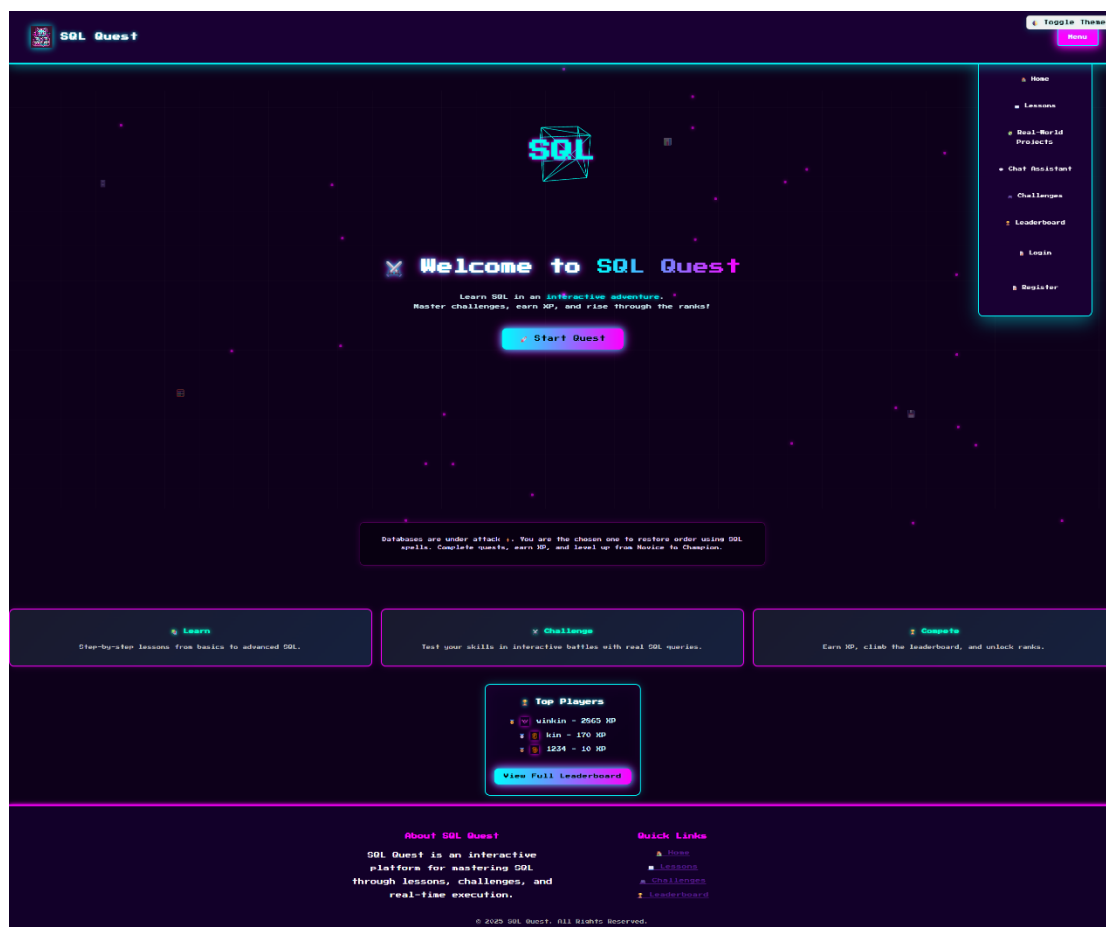 SQL Quest
Toggle Theme
Menu
Home
Lessons
Real-World
Projects
Chat Assistant
Challenges
Leaderboard
Login
Register
SQL
Welcome to SQL Quest
Learn SQL in an interactive adventure.
Master challenges, earn XP, and rise through the ranks!
Start Quest
Databases are under attack . You are the chosen one to restore order using SQL
spells. Complete quests, earn XP, and level up from Novice to Champion.
Learn
Step-by-step lessons from basics to advanced SQL.
Challenge
Test your skills in interactive battles with real SQL queries.
Compete
Earn XP, climb the leaderboard, and unlock ranks.
Top Players
winkin - 2065 XP
kin - 170 XP
1234 - 10 XP
View Full Leaderboard
About SQL Quest
SQL Quest is an interactive
platform for mastering SQL
through lessons, challenges, and
real-time execution.
Quick Links
Home
Lessons
Challenges
Leaderboard
© 2025 SQL Quest. All Rights Reserved.